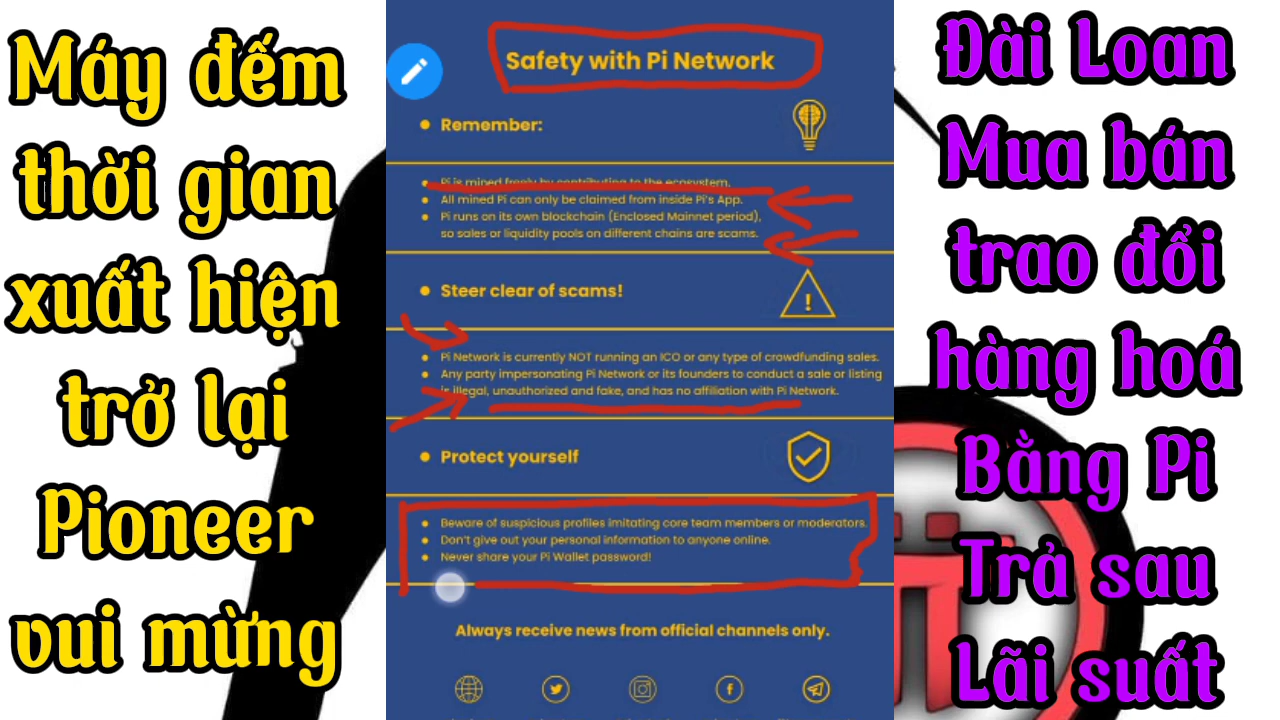 Máy đếm
thời gian
xuất hiện
trở lại
Pioneer
vui mừng
Safety with Pi Network
Remember:
Pi is mined freely by contributing to the ecosystem.
All mined Pi can only be claimed from inside Pi's App.
Pi runs on its own blockchain (Enclosed Mainnet period),
so sales or liquidity pools on different chains are scams.
Steer clear of scams!
Pi Network is currently NOT running an ICO or any type of crowdfunding sales.
Any party impersonating Pi Network or its founders to conduct a sale or listing
is illegal, unauthorized and fake, and has no affiliation with Pi Network.
Protect yourself
Beware of suspicious profiles imitating core team members or moderators.
Don't give out your personal information to anyone online.
Never share your Pi Wallet password!
Always receive news from official channels only.
Đài Loan
Mua bán
trao đổi
hàng hoá
Bằng Pi
Trả sau
Lãi suất